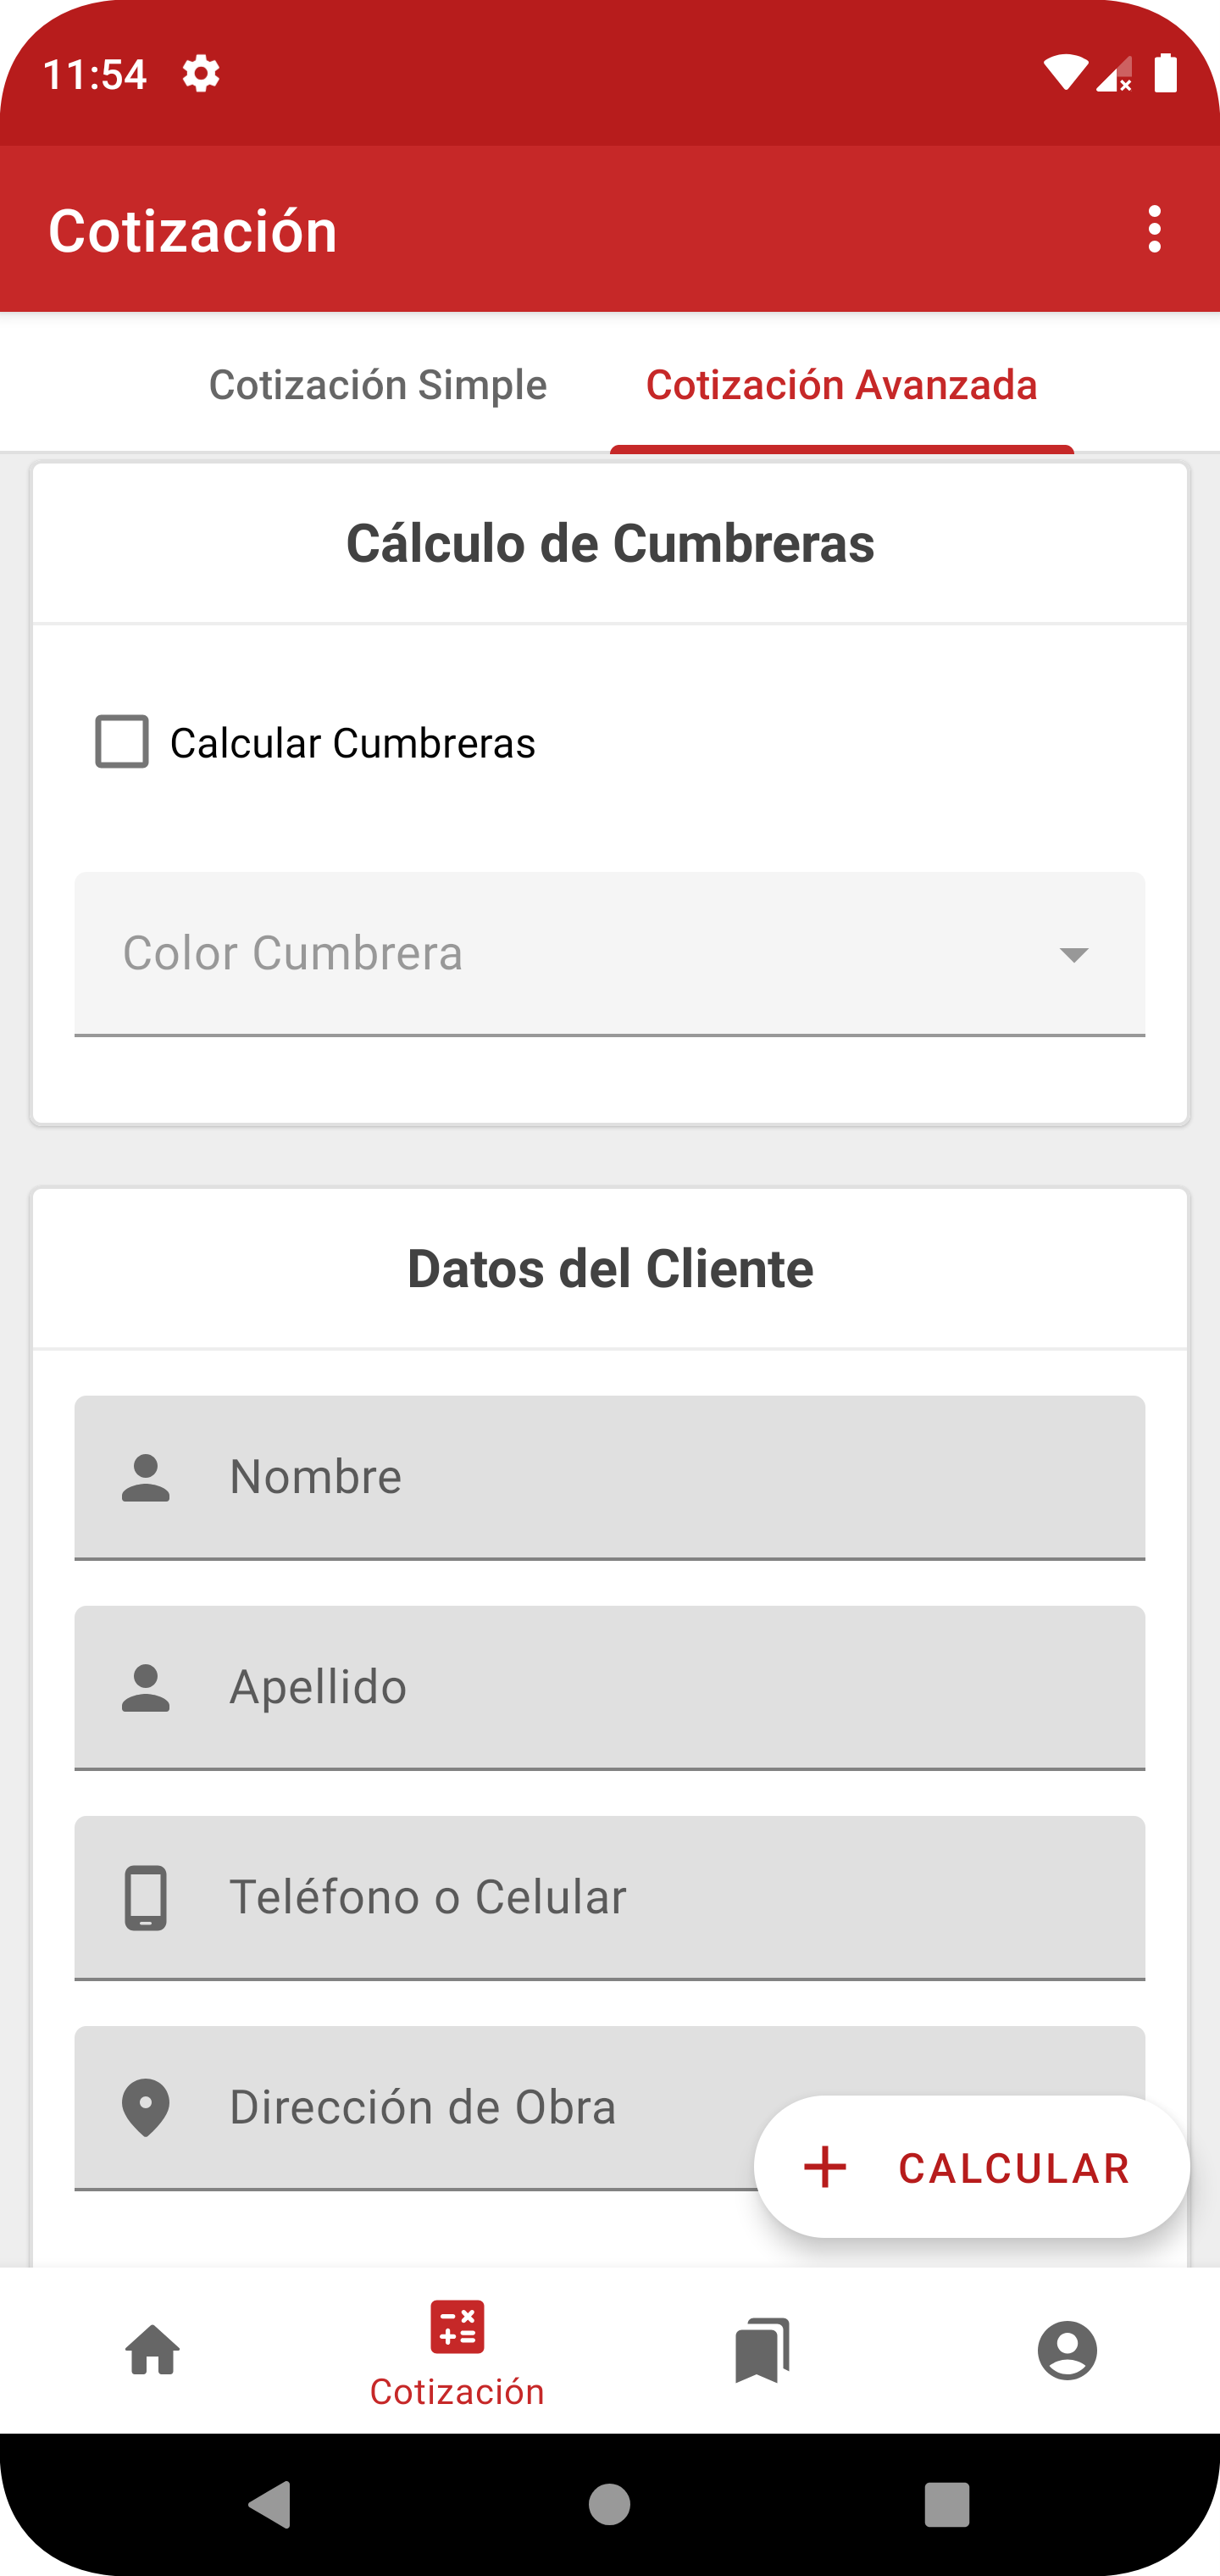 11:54
Cotización
Cotización Simple
Cotización Avanzada
Cálculo de Cumbreras
Calcular Cumbreras
Color Cumbrera
Datos del Cliente
Nombre
Apellido
Teléfono o Celular
Dirección de Obra
CALCULAR
Cotización